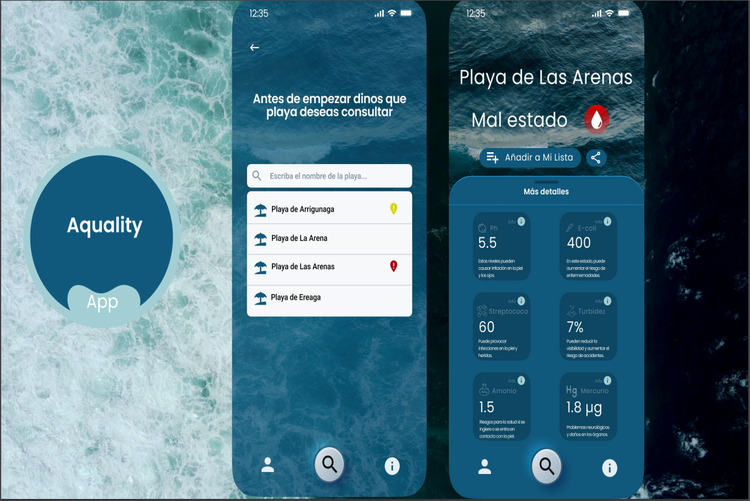 Aquality
App
12:35
Antes de empezar dinos que
playa deseas consultar
Escriba el nombre de la playa...
Playa de Arrigunaga
Playa de La Arena
Playa de Las Arenas
Playa de Ereaga
12:35
Playa de Las Arenas
Mal estado
Añadir a Mi Lista
Más detalles
Info
Ph
5.5
Estos niveles pueden
causar irritación en la piel
y los ojos.
Info
E-coli
400
En este estado, puede
aumentar el riesgo de
enfermedades.
Info
Streptococo
60
Puede provocar
infecciones en la piel y
heridas.
Info
Turbidez
7%
Pueden reducir la
visibilidad y aumentar el
riesgo de accidentes.
Info
Amonio
1.5
Riesgos para la salud si se
ingiere o se entra en
contacto con la piel.
Info
Hg Mercurio
1.8 µg
Problemas neurológicos
y daños en los órganos.